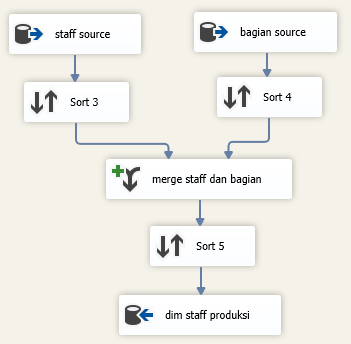 staff source
bagian source
Sort 3
Sort 4
merge staff dan bagian
Sort 5
dim staff produksi